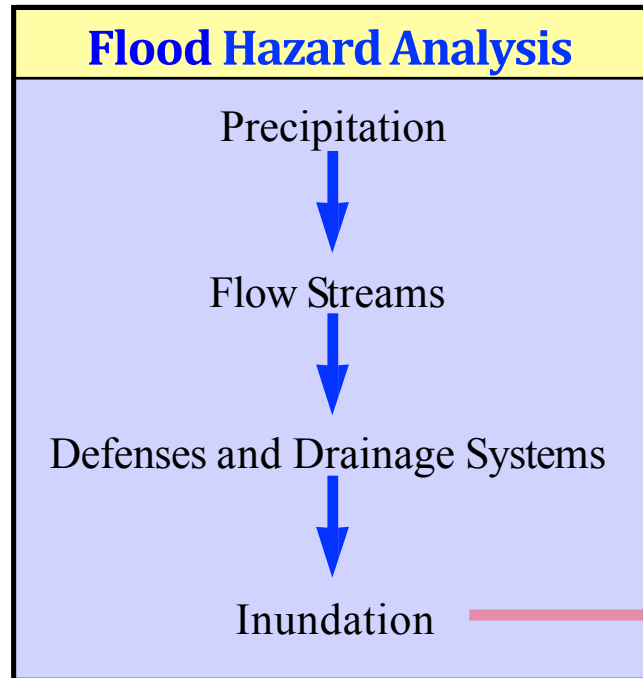 Flood Hazard Analysis
Precipitation
Flow Streams
Defenses and Drainage Systems
Inundation